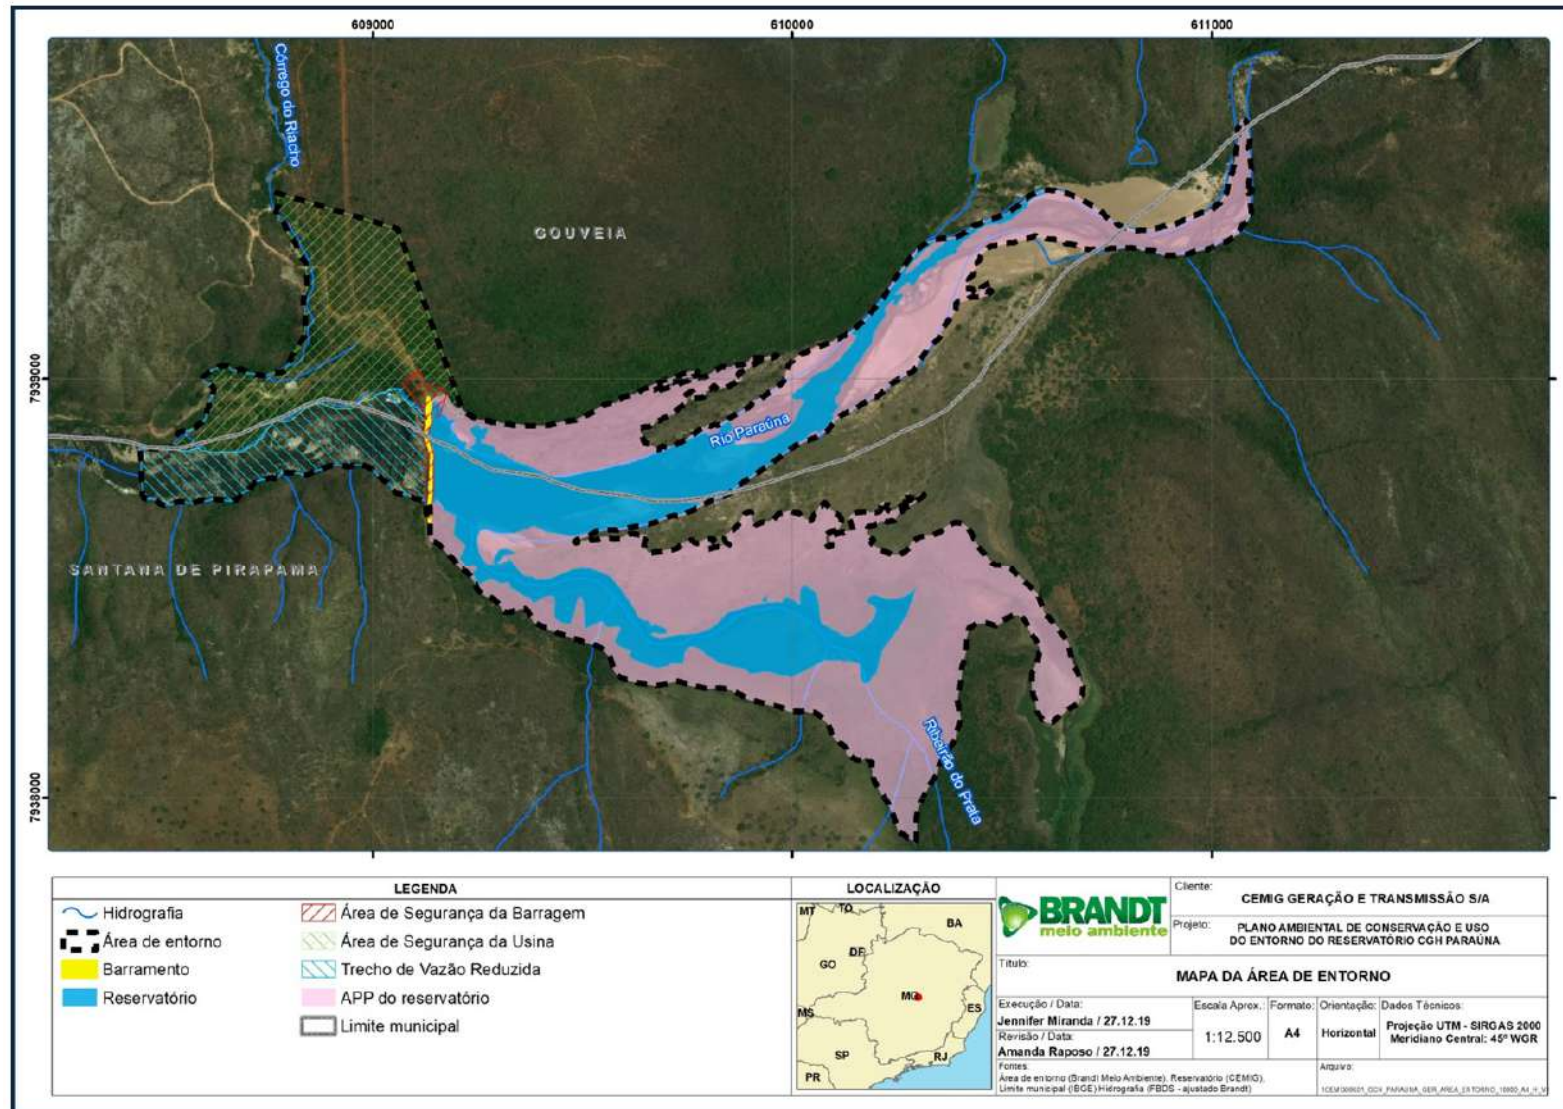 609000
610000
611000
Córrego do Riacho
GOUVEIA
7939000
Rio Paraúna
SANTANA DE PIRAPAMA
Ribeirão do Prata
7938000
LEGENDA
Hidrografia
Área de entorno
Barramento
Reservatório
Área de Segurança da Barragem
Área de Segurança da Usina
Trecho de Vazão Reduzida
APP do reservatório
Limite municipal
LOCALIZAÇÃO
MT
TO
BA
DF
GO
MG
ES
MS
SP
RJ
PR
BRANDT
meio ambiente
Cliente:
CEMIG GERAÇÃO E TRANSMISSÃO S/A
Projeto:
PLANO AMBIENTAL DE CONSERVAÇÃO E USO
DO ENTORNO DO RESERVATÓRIO CGH PARAÚNA
Título:
MAPA DA ÁREA DE ENTORNO
Execução / Data:
Jennifer Miranda / 27.12.19
Revisão / Data:
Amanda Raposo / 27.12.19
Escala Aprox.:
1:12.500
Formato:
A4
Orientação:
Horizontal
Dados Técnicos:
Projeção UTM - SIRGAS 2000
Meridiano Central: 45º WGR
Fontes:
Área de entorno (Brandt Meio Ambiente). Reservatório (CEMIG).
Limite municipal (IBGE) Hidrografia (FBDS - ajustado Brandt)
Arquivo: